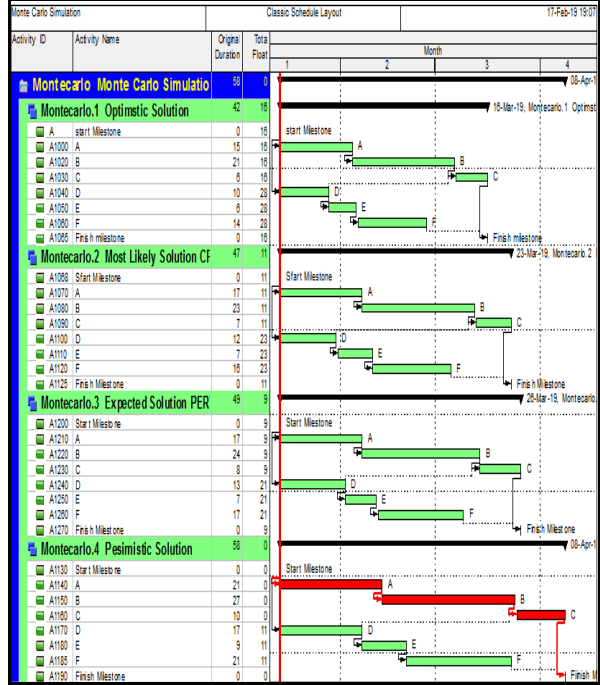 Monte Carlo Simulation Classic Schedule Layout 17-Feb-19 19:07
Activity ID Activity Name Original Duration Total Float Month
1 2 3 4
Montecarlo Monte Carlo Simulatio 58 0 08-Apr-1
Montecarlo.1 Optimstic Solution 42 16 16-Mar-19, Montecarlo.1 Optimst
A start Milestone 0 16 start Milestone
A1000 A 15 16 A
A1020 B 21 16 B
A1030 C 6 16 C
A1040 D 10 28 D
A1050 E 6 28 E
A1060 F 14 28 F
A1065 Finish milestone 0 16 Finish milestone
Montecarlo.2 Most Likely Solution CF 47 11 23-Mar-19, Montecarlo.2
A1068 Sfart Milestone 0 11 Sfart Milestone
A1070 A 17 11 A
A1080 B 23 11 B
A1090 C 7 11 C
A1100 D 12 23 D
A1110 E 7 23 E
A1120 F 16 23 F
A1125 Finish Milestone 0 11 Finish Milestone
Montecarlo.3 Expected Solution PER 49 9 26-Mar-19, Montecarlo.
A1200 Start Milestone 0 9 Start Milestone
A1210 A 17 9 A
A1220 B 24 9 B
A1230 C 8 9 C
A1240 D 13 21 D
A1250 E 7 21 E
A1260 F 17 21 F
A1270 Finish Milestone 0 9 Finish Milestone
Montecarlo.4 Pesimistic Solution 58 0 08-Apr-1
A1130 Start Milestone 0 0 Start Milestone
A1140 A 21 0 A
A1150 B 27 0 B
A1160 C 10 0 C
A1170 D 17 11 D
A1180 E 9 11 E
A1185 F 21 11 F
A1190 Finish Milestone 0 0 Finish M